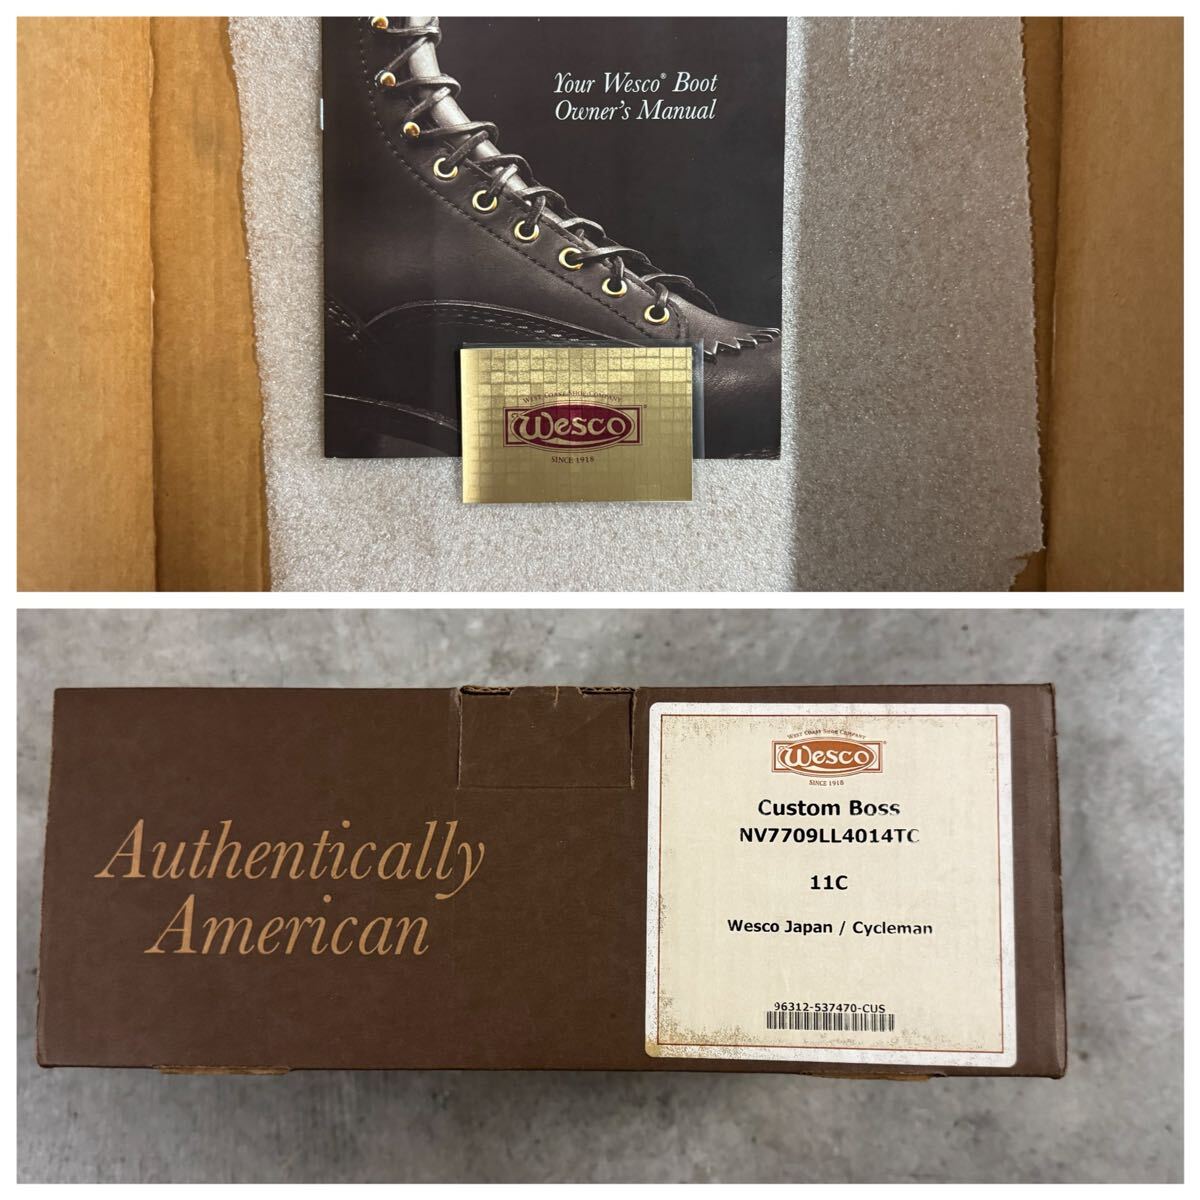 Your Wesco® Boot
Owner's Manual
WEST COAST SHOE COMPANY
Wesco®
SINCE 1918
Authentically
American
WEST COAST SHOE COMPANY
Wesco®
SINCE 1918
Custom Boss
NV7709LL4014TC
11C
Wesco Japan / Cycleman
96312-537470-CUS